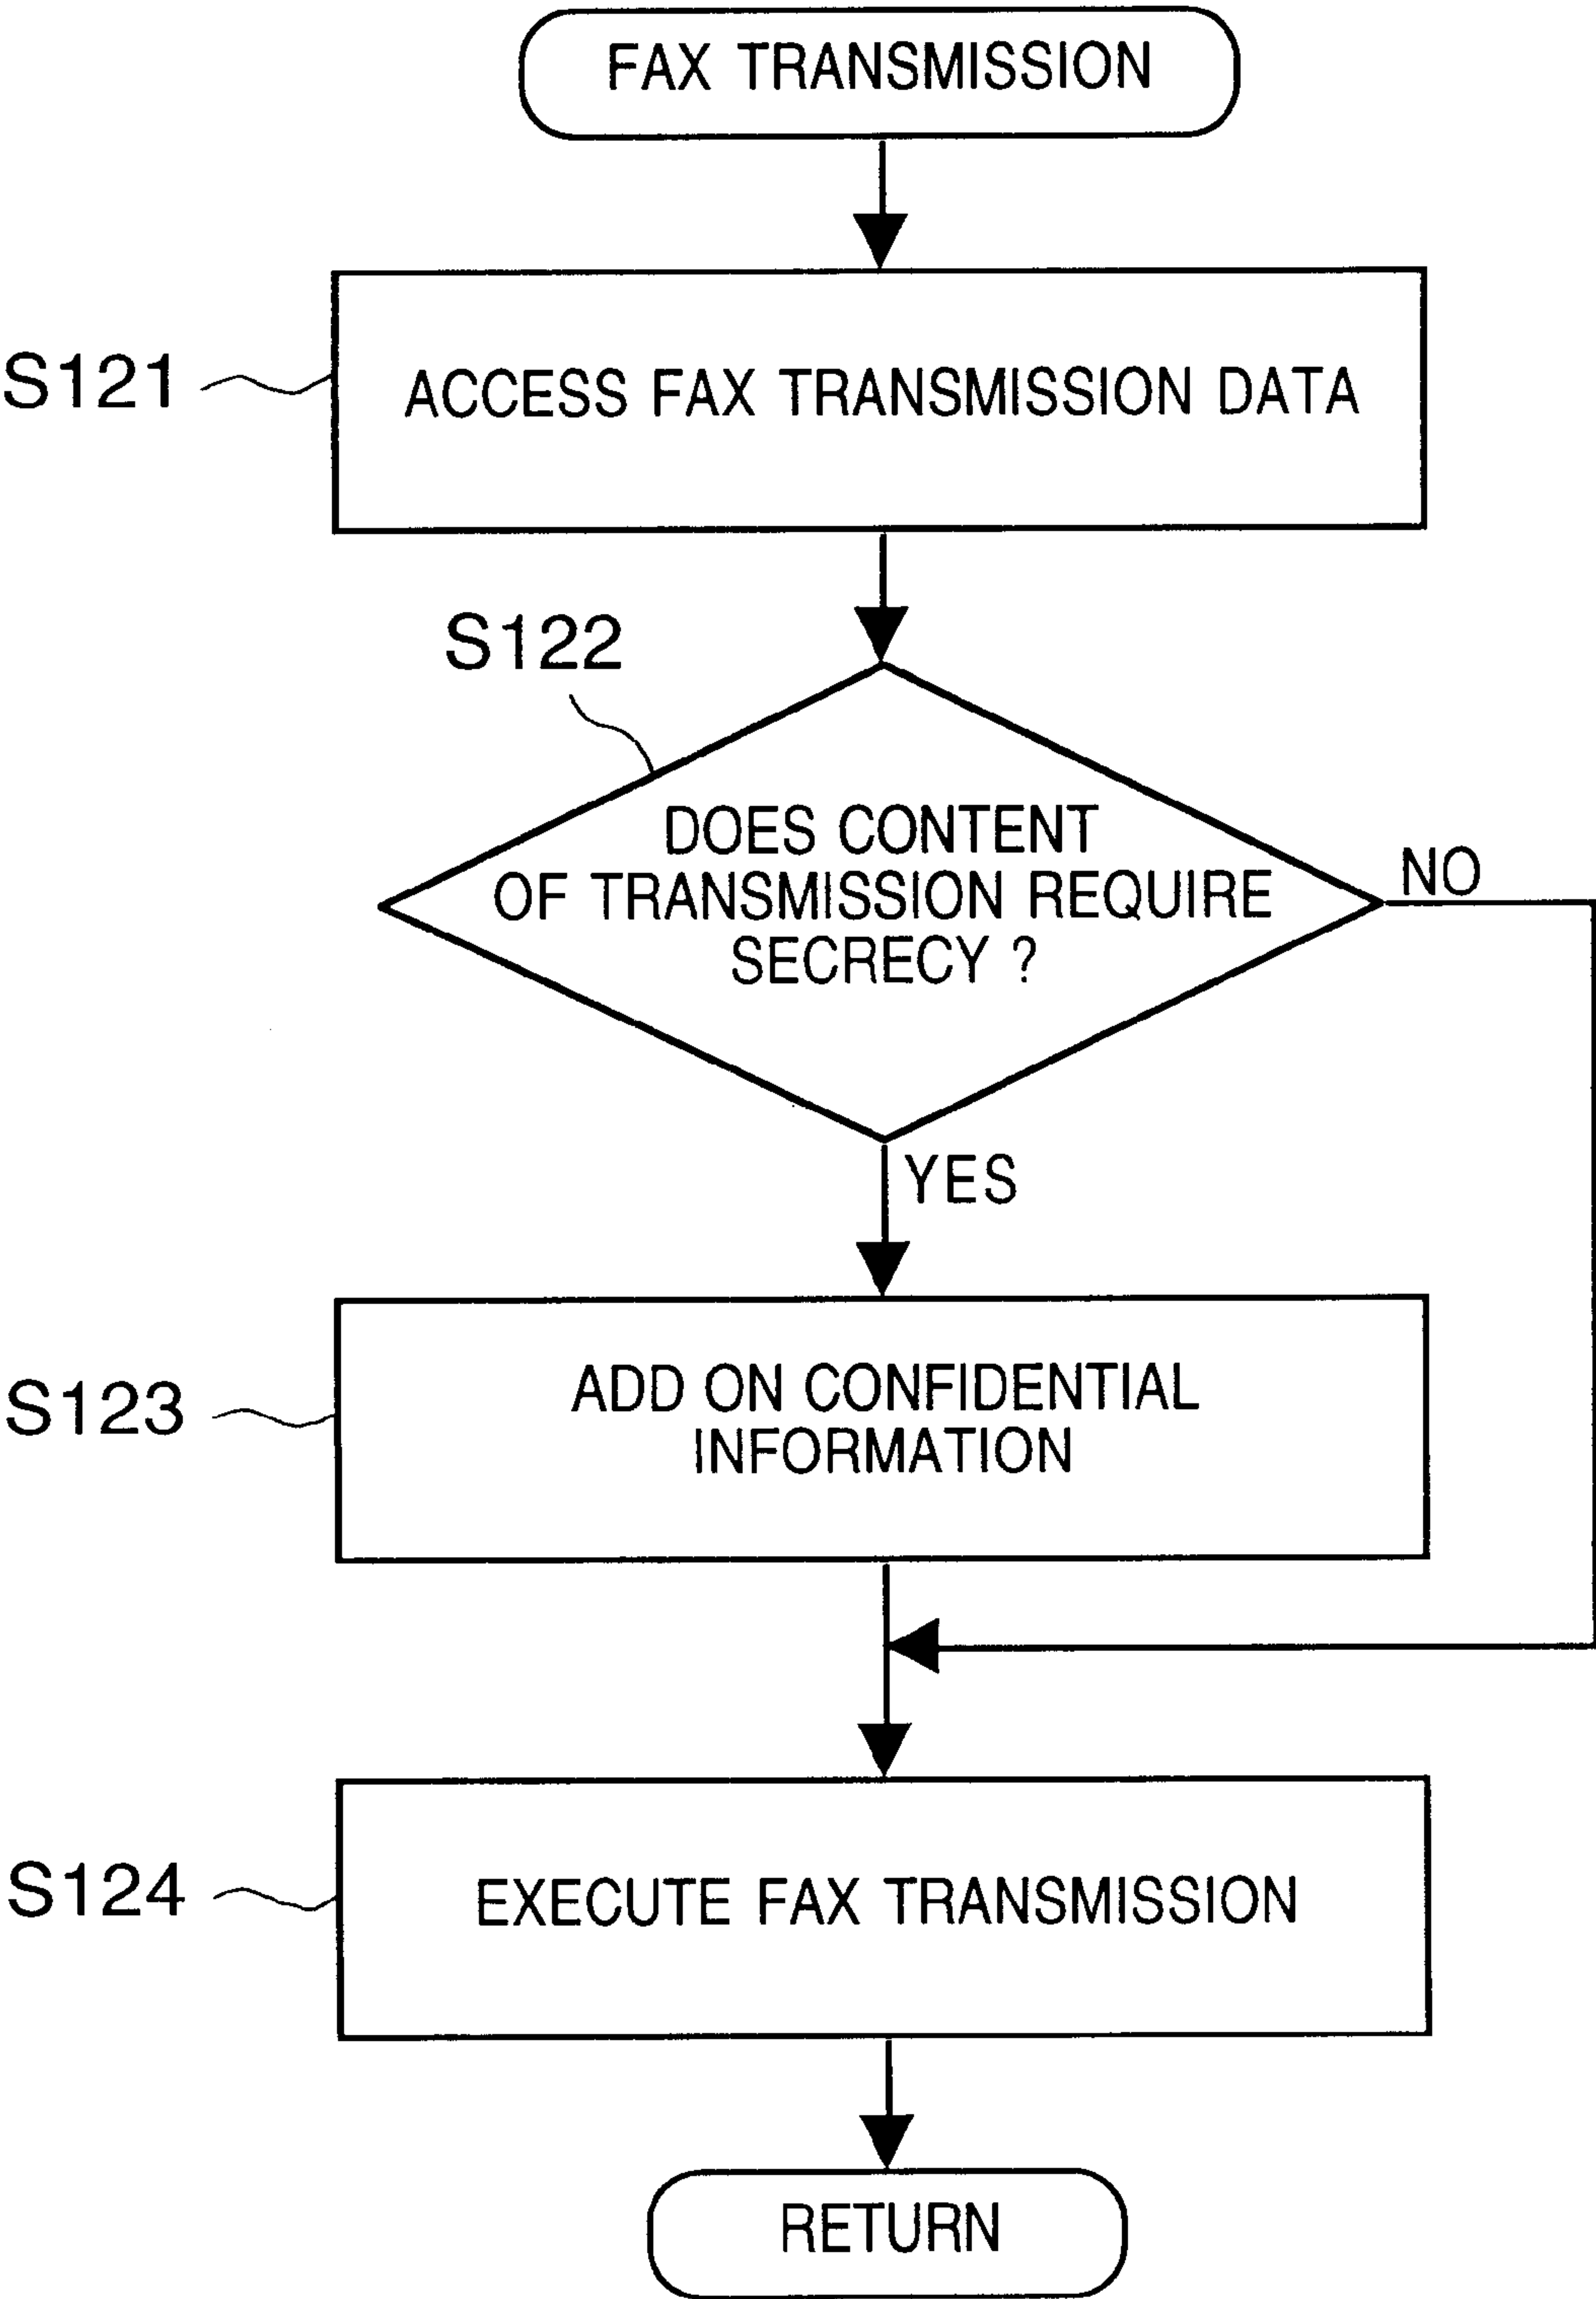 FAX TRANSMISSION
S121
ACCESS FAX TRANSMISSION DATA
S122
DOES CONTENT
OF TRANSMISSION REQUIRE
SECRECY ?
NO
YES
S123
ADD ON CONFIDENTIAL
INFORMATION
S124
EXECUTE FAX TRANSMISSION
RETURN